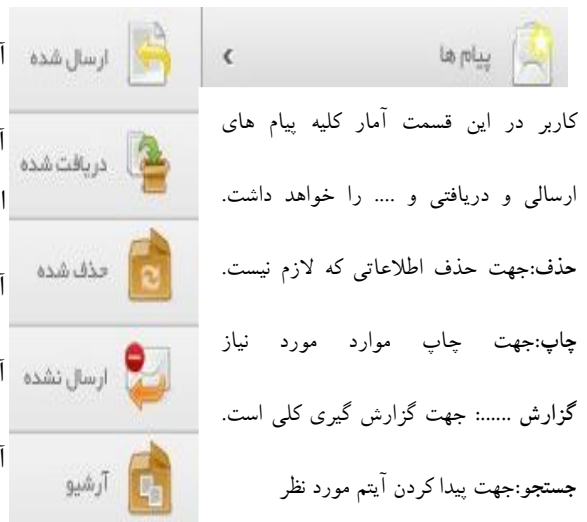 پیام ها
کاربر در این قسمت آمار کلیه پیام های
ارسالی و دریافتی و .... را خواهد داشت.
حذف:جهت حذف اطلاعاتی که لازم نیست.
چاپ:جهت چاپ موارد مورد نیاز
گزارش ......: جهت گزارش گیری کلی است.
جستجو:جهت پیدا کردن آیتم مورد نظر
ارسال شده
دریافت شده
حذف شده
ارسال نشده
آرشیو